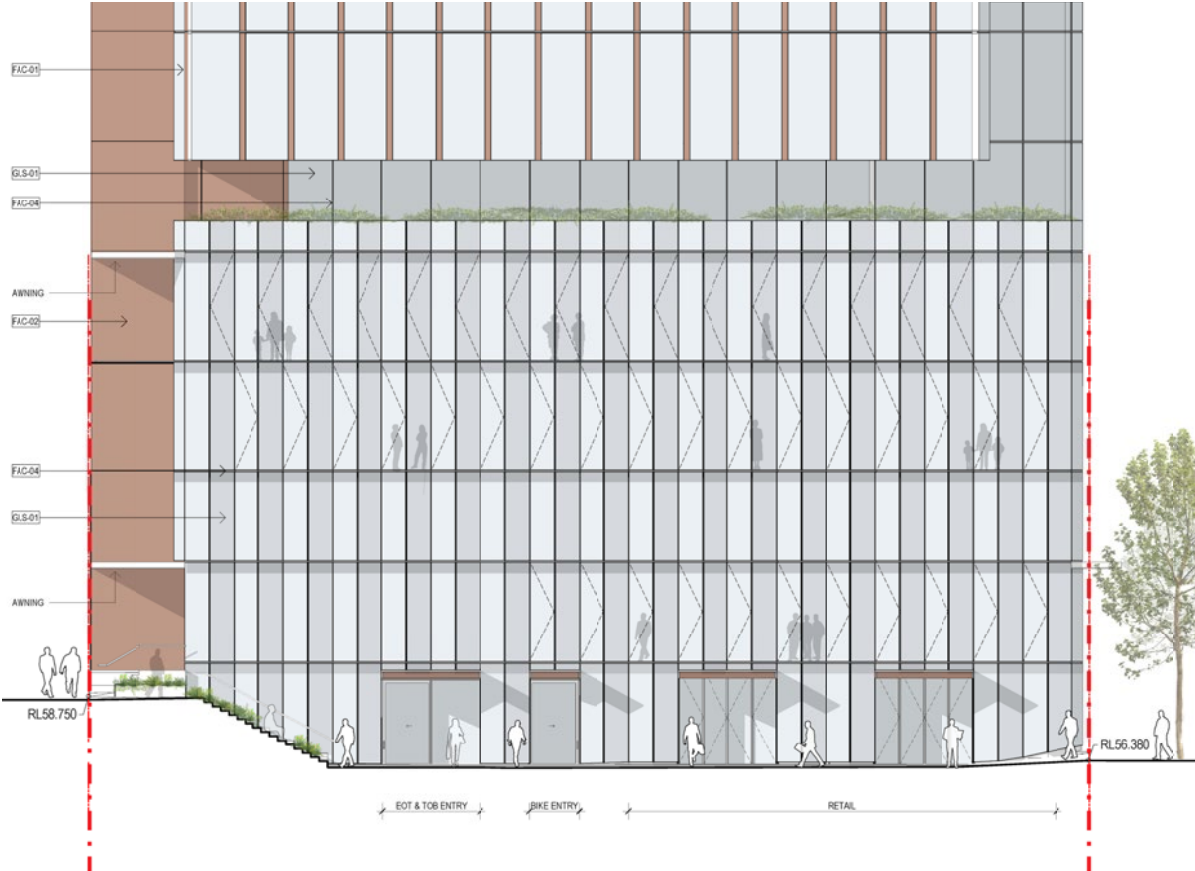 FAC-01
GLS-01
FAC-04
AWNING
FAC-02
FAC-04
GLS-01
AWNING
RL58.750
RL56.380
EOT & TOB ENTRY
BIKE ENTRY
RETAIL